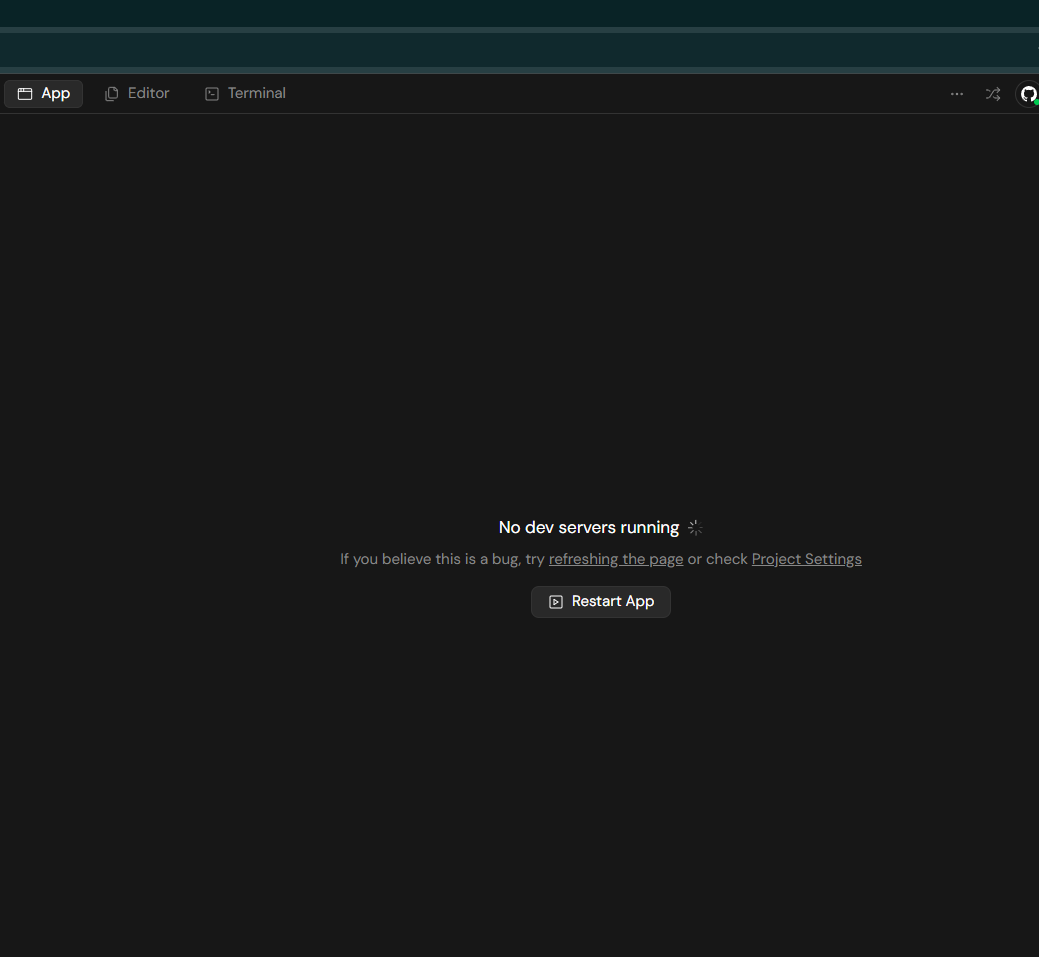 App Editor Terminal
No dev servers running
If you believe this is a bug, try refreshing the page or check Project Settings
Restart App